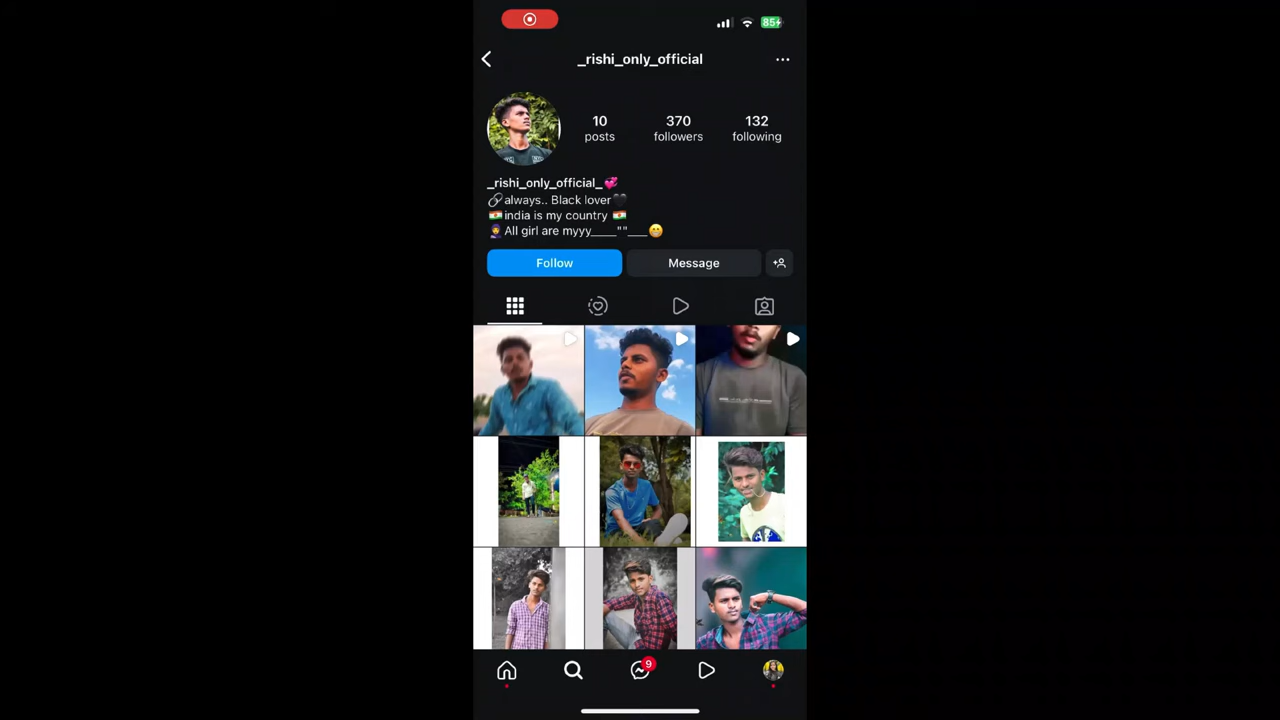 85
_rishi_only_official
10
posts
370
followers
132
following
_rishi_only_official_💞
🔗always.. Black lover🖤
🇮🇳india is my country 🇮🇳
🧕All girl are myyy____""___😁
Follow
Message
9